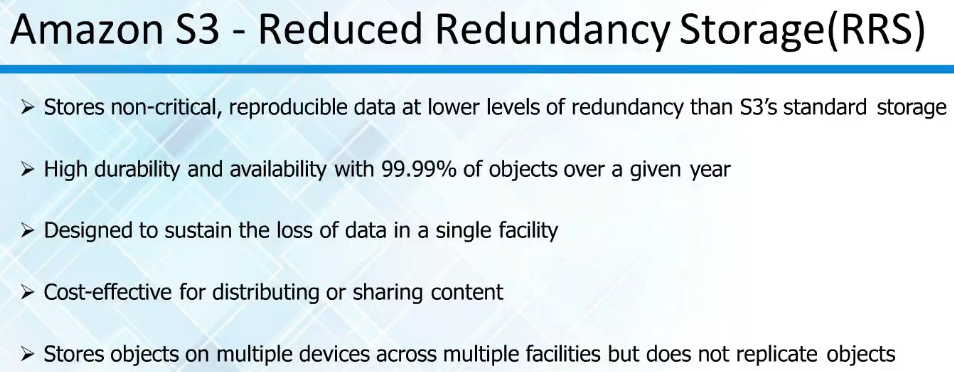 Amazon S3 - Reduced Redundancy Storage(RRS)
➢ Stores non-critical, reproducible data at lower levels of redundancy than S3’s standard storage
➢ High durability and availability with 99.99% of objects over a given year
➢ Designed to sustain the loss of data in a single facility
➢ Cost-effective for distributing or sharing content
➢ Stores objects on multiple devices across multiple facilities but does not replicate objects